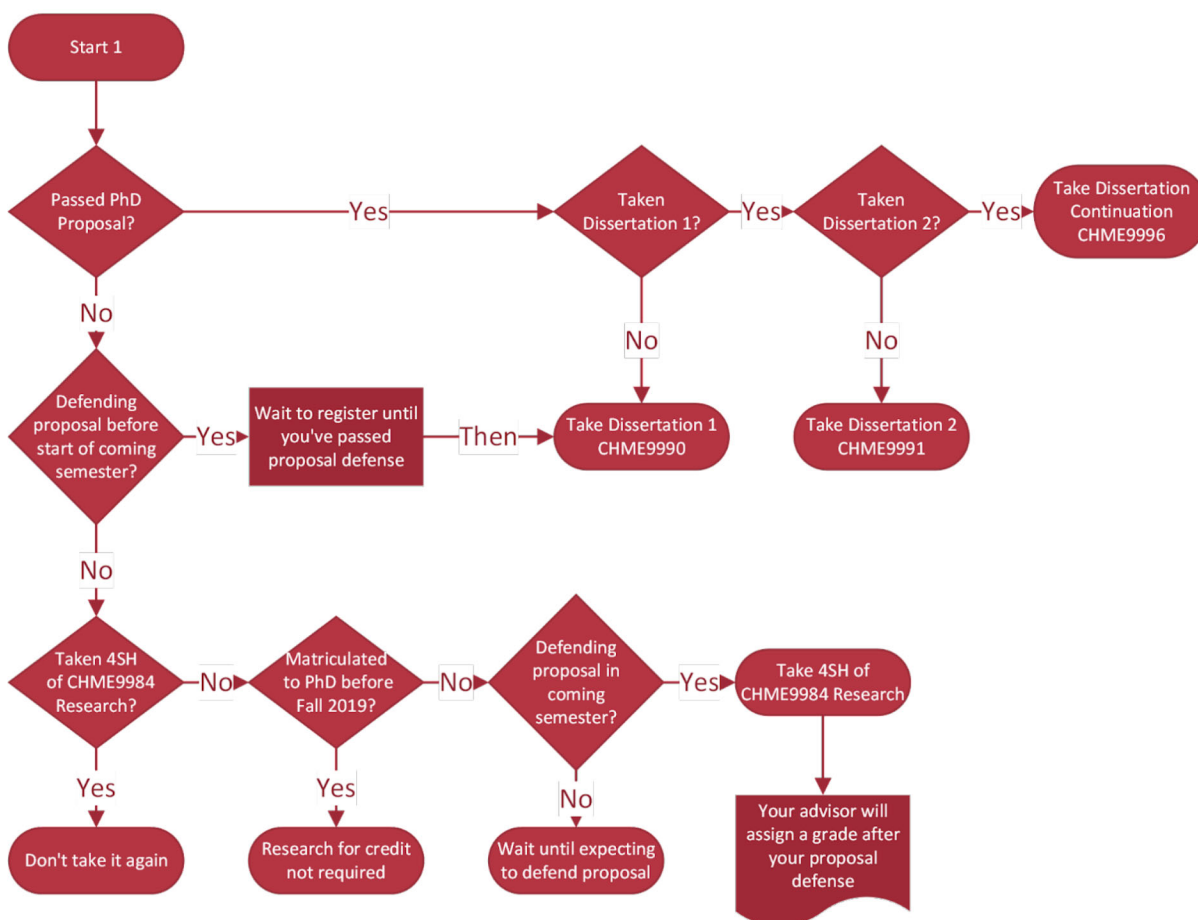 Start 1
Passed PhD
Proposal?
Yes
Taken
Dissertation 1?
Yes
Taken
Dissertation 2?
Yes
Take Dissertation
Continuation
CHME9996
No
No
No
Defending
proposal before
start of coming
semester?
Yes
Wait to register until
you've passed
proposal defense
Then
Take Dissertation 1
CHME9990
Take Dissertation 2
CHME9991
No
Taken 4SH
of CHME9984
Research?
No
Matriculated
to PhD before
Fall 2019?
No
Defending
proposal in
coming
semester?
Yes
Take 4SH of
CHME9984 Research
Yes
Yes
No
Don't take it again
Research for credit
not required
Wait until expecting
to defend proposal
Your advisor will
assign a grade after
your proposal
defense